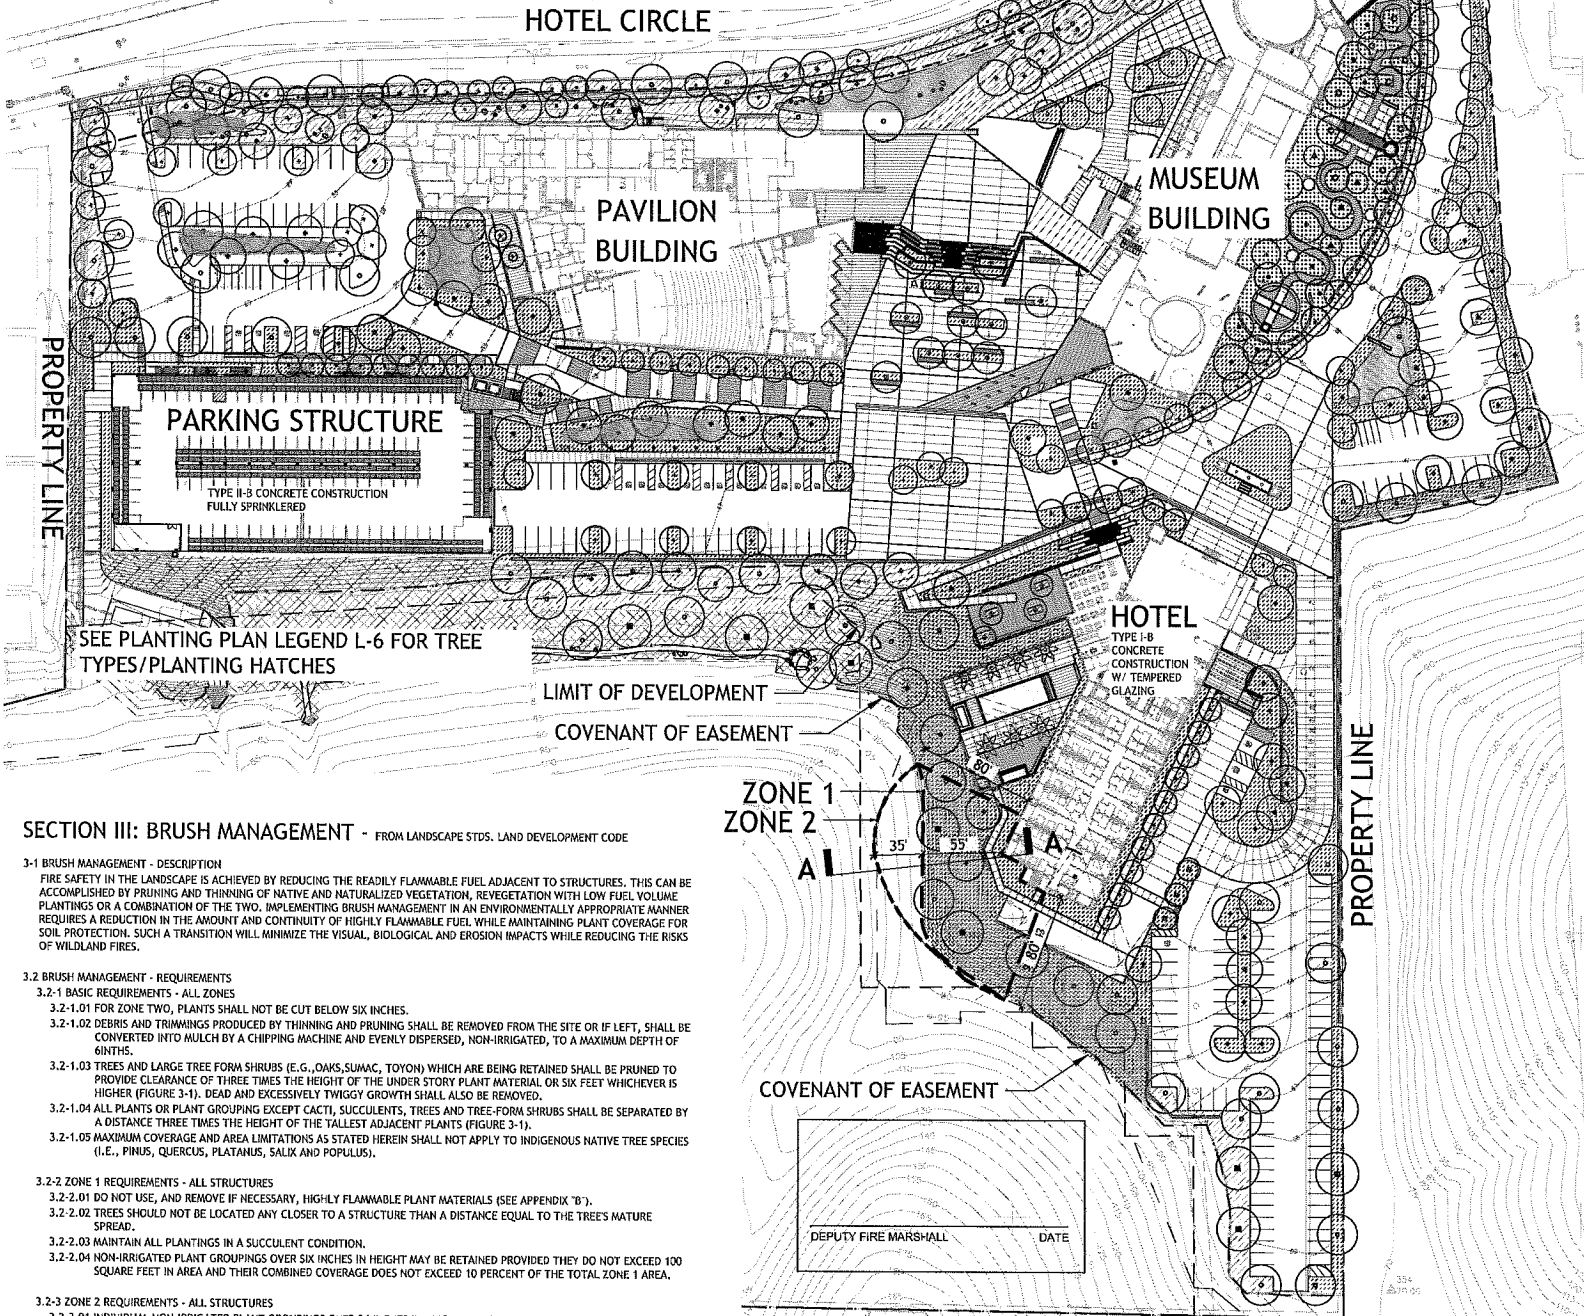 HOTEL CIRCLE
MUSEUM
BUILDING
PAVILION
BUILDING
PROPERTY LINE
PARKING STRUCTURE
TYPE II-B CONCRETE CONSTRUCTION
FULLY SPRINKLERED
HOTEL
TYPE I-B
CONCRETE
CONSTRUCTION
W/ TEMPERED
GLAZING
SEE PLANTING PLAN LEGEND L-6 FOR TREE
TYPES/PLANTING HATCHES
LIMIT OF DEVELOPMENT
COVENANT OF EASEMENT
PROPERTY LINE
80'
ZONE 1
ZONE 2
35'
55'
A
A
80'
COVENANT OF EASEMENT
DEPUTY FIRE MARSHALL
DATE
SECTION III: BRUSH MANAGEMENT - FROM LANDSCAPE STDS. LAND DEVELOPMENT CODE
3-1 BRUSH MANAGEMENT - DESCRIPTION
FIRE SAFETY IN THE LANDSCAPE IS ACHIEVED BY REDUCING THE READILY FLAMMABLE FUEL ADJACENT TO STRUCTURES. THIS CAN BE
ACCOMPLISHED BY PRUNING AND THINNING OF NATIVE AND NATURALIZED VEGETATION, REVEGETATION WITH LOW FUEL VOLUME
PLANTINGS OR A COMBINATION OF THE TWO. IMPLEMENTING BRUSH MANAGEMENT IN AN ENVIRONMENTALLY APPROPRIATE MANNER
REQUIRES A REDUCTION IN THE AMOUNT AND CONTINUITY OF HIGHLY FLAMMABLE FUEL WHILE MAINTAINING PLANT COVERAGE FOR
SOIL PROTECTION. SUCH A TRANSITION WILL MINIMIZE THE VISUAL, BIOLOGICAL AND EROSION IMPACTS WHILE REDUCING THE RISKS
OF WILDLAND FIRES.
3.2 BRUSH MANAGEMENT - REQUIREMENTS
3.2-1 BASIC REQUIREMENTS - ALL ZONES
3.2-1.01 FOR ZONE TWO, PLANTS SHALL NOT BE CUT BELOW SIX INCHES.
3.2-1.02 DEBRIS AND TRIMMINGS PRODUCED BY THINNING AND PRUNING SHALL BE REMOVED FROM THE SITE OR IF LEFT, SHALL BE
CONVERTED INTO MULCH BY A CHIPPING MACHINE AND EVENLY DISPERSED, NON-IRRIGATED, TO A MAXIMUM DEPTH OF
6INTHS.
3.2-1.03 TREES AND LARGE TREE FORM SHRUBS (E.G.,OAKS,SUMAC, TOYON) WHICH ARE BEING RETAINED SHALL BE PRUNED TO
PROVIDE CLEARANCE OF THREE TIMES THE HEIGHT OF THE UNDER STORY PLANT MATERIAL OR SIX FEET WHICHEVER IS
HIGHER (FIGURE 3-1). DEAD AND EXCESSIVELY TWIGGY GROWTH SHALL ALSO BE REMOVED.
3.2-1.04 ALL PLANTS OR PLANT GROUPING EXCEPT CACTI, SUCCULENTS, TREES AND TREE-FORM SHRUBS SHALL BE SEPARATED BY
A DISTANCE THREE TIMES THE HEIGHT OF THE TALLEST ADJACENT PLANTS (FIGURE 3-1).
3.2-1.05 MAXIMUM COVERAGE AND AREA LIMITATIONS AS STATED HEREIN SHALL NOT APPLY TO INDIGENOUS NATIVE TREE SPECIES
(I.E., PINUS, QUERCUS, PLATANUS, SALIX AND POPULUS).
3.2-2 ZONE 1 REQUIREMENTS - ALL STRUCTURES
3.2-2.01 DO NOT USE, AND REMOVE IF NECESSARY, HIGHLY FLAMMABLE PLANT MATERIALS (SEE APPENDIX "B").
3.2-2.02 TREES SHOULD NOT BE LOCATED ANY CLOSER TO A STRUCTURE THAN A DISTANCE EQUAL TO THE TREE'S MATURE
SPREAD.
3.2-2.03 MAINTAIN ALL PLANTINGS IN A SUCCULENT CONDITION.
3.2-2.04 NON-IRRIGATED PLANT GROUPINGS OVER SIX INCHES IN HEIGHT MAY BE RETAINED PROVIDED THEY DO NOT EXCEED 100
SQUARE FEET IN AREA AND THEIR COMBINED COVERAGE DOES NOT EXCEED 10 PERCENT OF THE TOTAL ZONE 1 AREA.
3.2-3 ZONE 2 REQUIREMENTS - ALL STRUCTURES